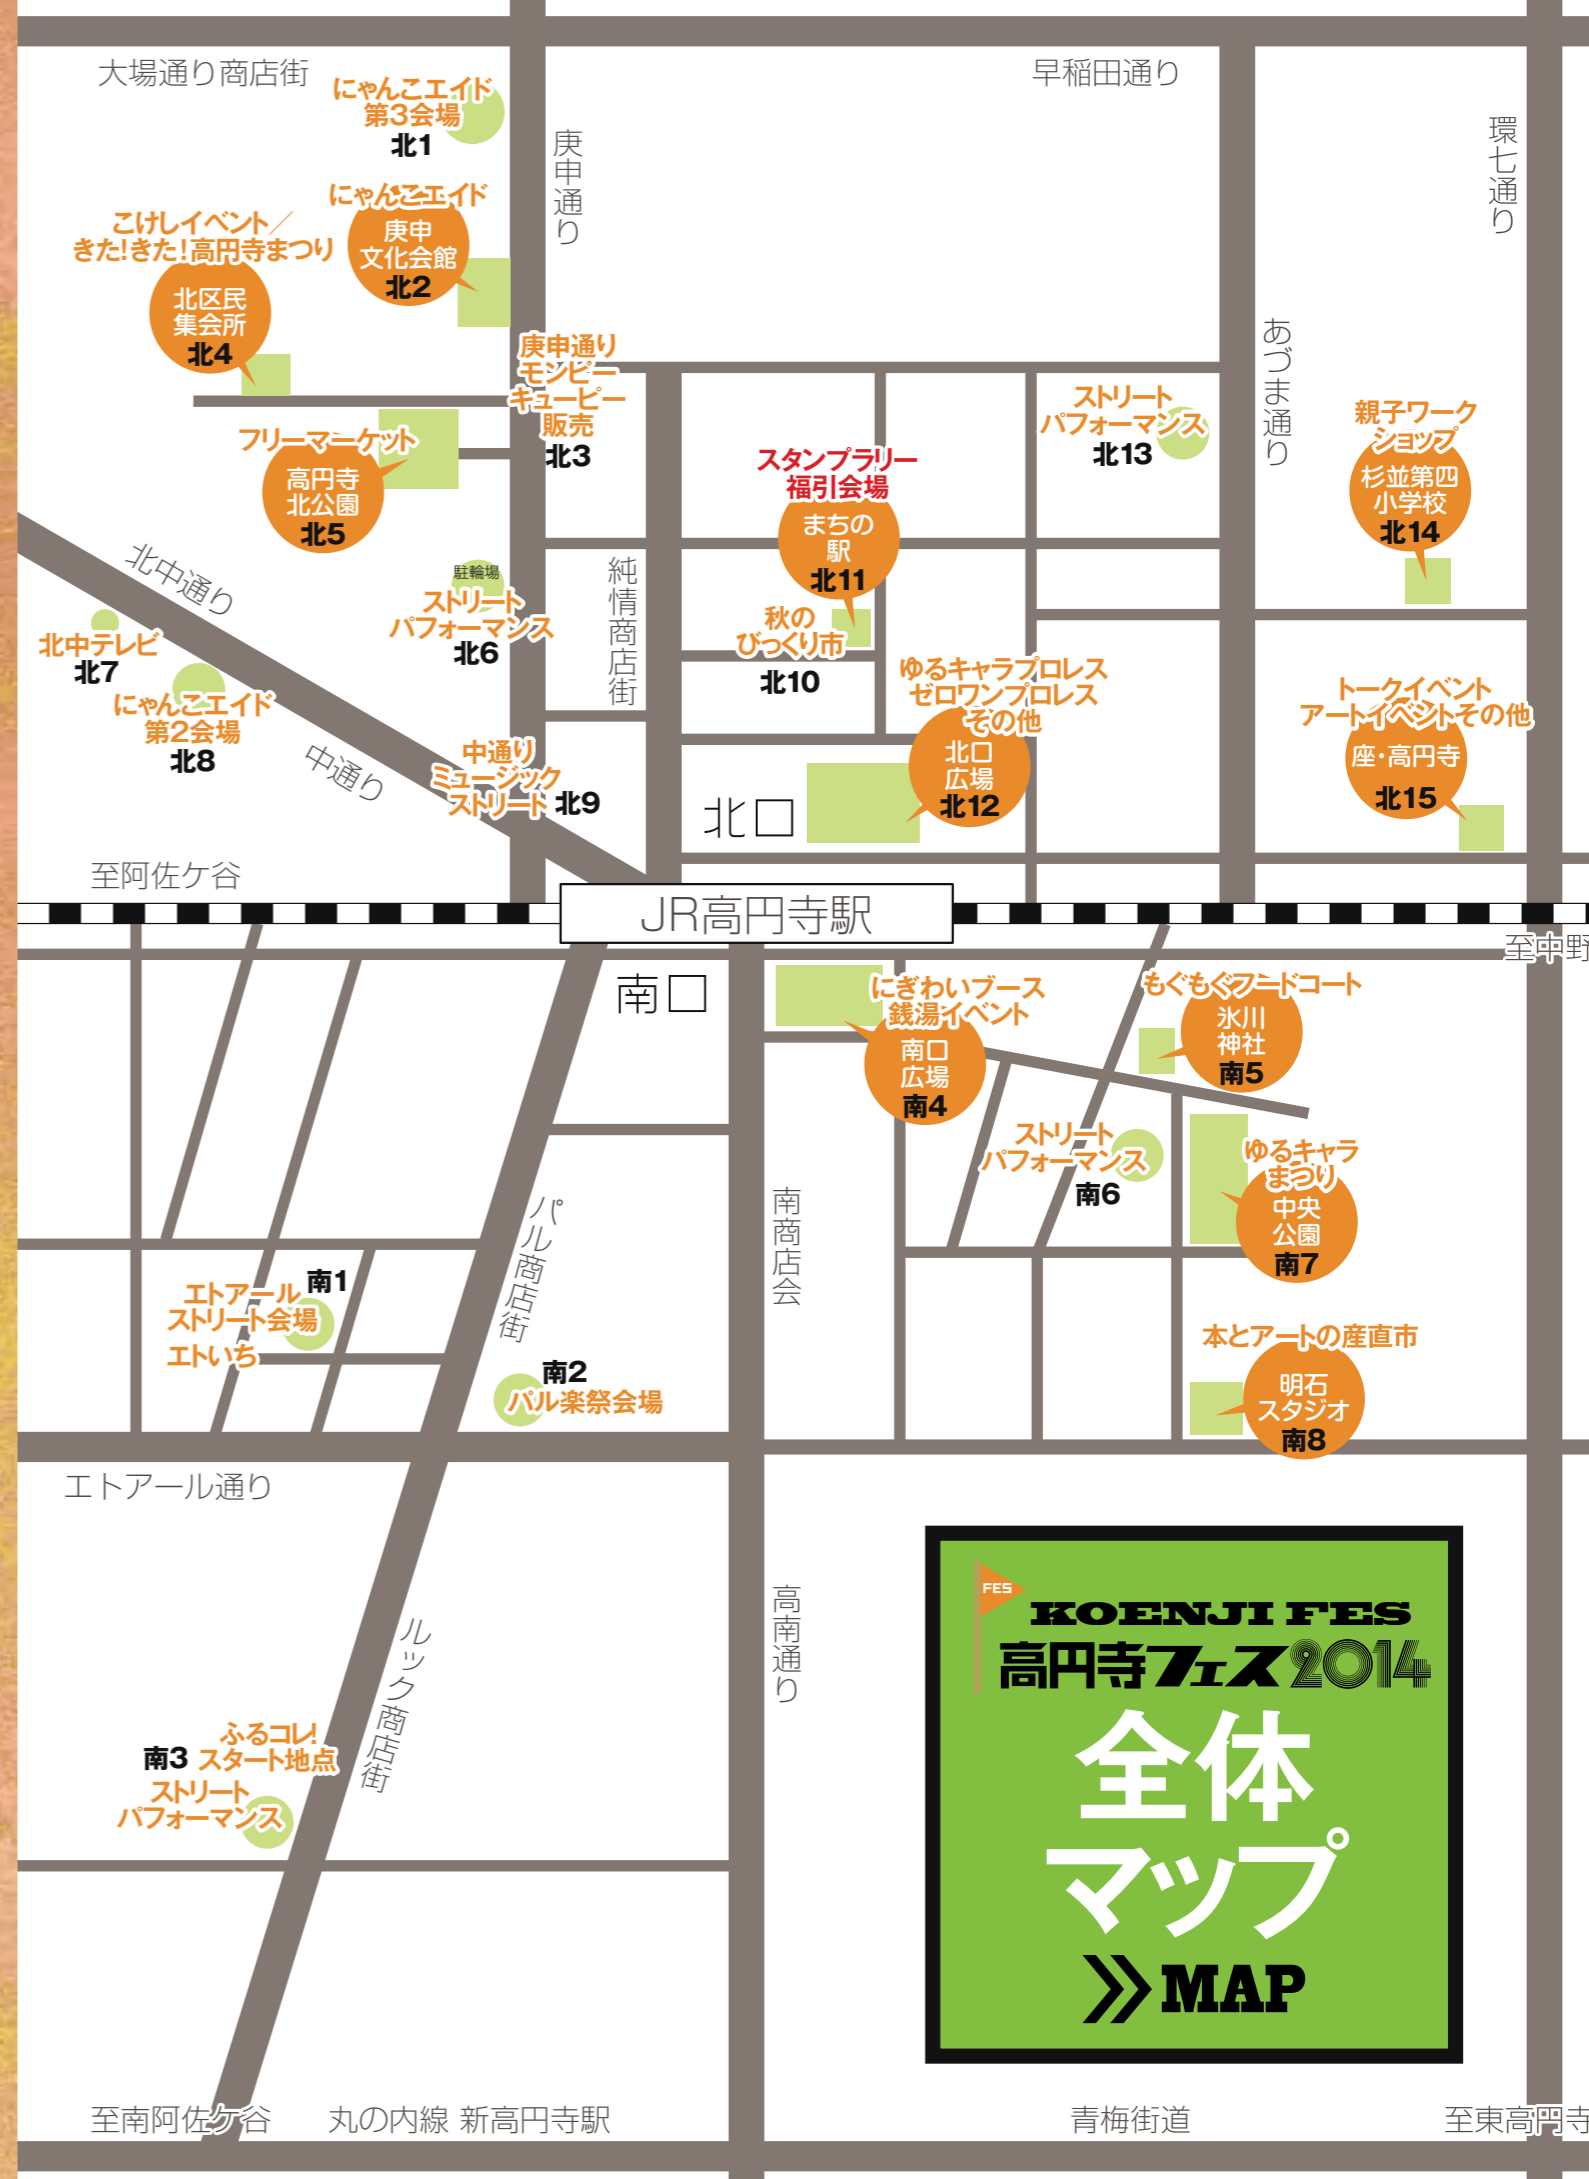 大場通り商店街
早稲田通り
にゃんこエイド
第3会場
北1
庚申通り
環七通り
にゃんこエイド
庚申
文化会館
北2
こけしイベント／
きた!きた!高円寺まつり
北区民
集会所
北4
庚申通り
モンピー
キューピー
販売
北3
あづま通り
ストリート
パフォーマンス
北13
親子ワーク
ショップ
杉並第四
小学校
北14
フリーマーケット
高円寺
北公園
北5
スタンプラリー
福引会場
まちの
駅
北11
北中通り
駐輪場
ストリート
パフォーマンス
北6
純情商店街
秋の
びっくり市
北10
北中テレビ
北7
にゃんこエイド
第2会場
北8
ゆるキャラプロレス
ゼロワンプロレス
その他
北口
広場
北12
トークイベント
アートイベントその他
座・高円寺
北15
中通り
中通り
ミュージック
ストリート
北9
北口
至阿佐ケ谷
JR高円寺駅
至中野
南口
にぎわいブース
銭湯イベント
南口
広場
南4
もぐもぐフードコート
氷川
神社
南5
ストリート
パフォーマンス
南6
ゆるキャラ
まつり
中央
公園
南7
パル商店街
南商店会
南1
エトアール
ストリート会場
エトいち
南2
パル楽祭会場
本とアートの産直市
明石
スタジオ
南8
エトアール通り
高南通り
ルック商店街
FES
KOENJI FES
高円寺フェス2014
全体
マップ
MAP
ふるコレ!
南3 スタート地点
ストリート
パフォーマンス
至南阿佐ケ谷
丸の内線 新高円寺駅
青梅街道
至東高円寺